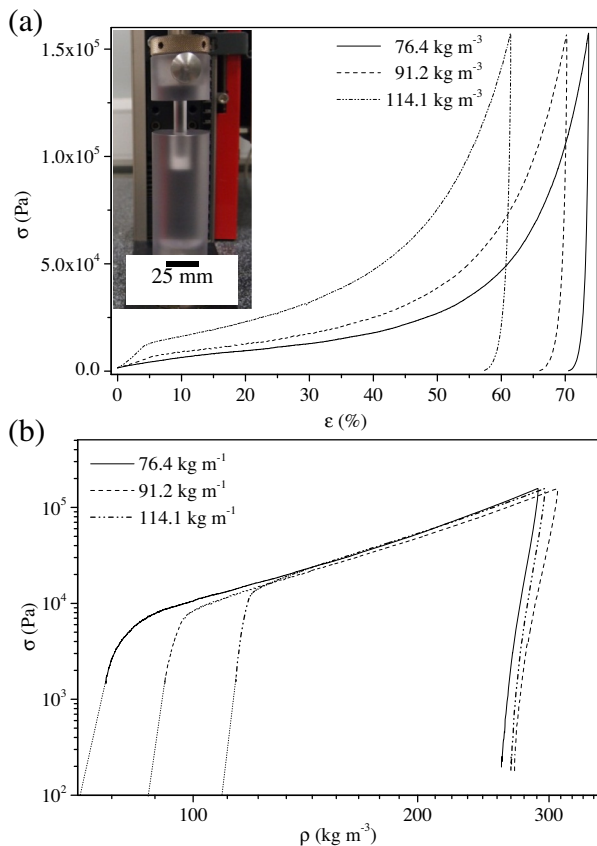 (a)
1.5x10⁵
1.0x10⁵
5.0x10⁴
0.0
σ (Pa)
76.4 kg m⁻³
91.2 kg m⁻³
114.1 kg m⁻³
25 mm
0 10 20 30 40 50 60 70
ε (%)
(b)
76.4 kg m⁻¹
91.2 kg m⁻¹
114.1 kg m⁻¹
10⁵
10⁴
10³
10²
σ (Pa)
100 200 300
ρ (kg m⁻³)